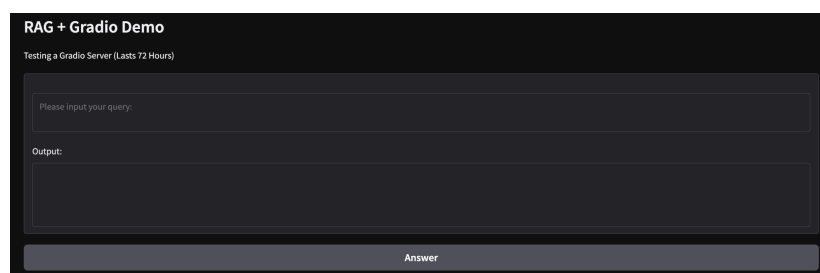 RAG + Gradio Demo
Testing a Gradio Server (Lasts 72 Hours)
Please input your query:
Output:
Answer